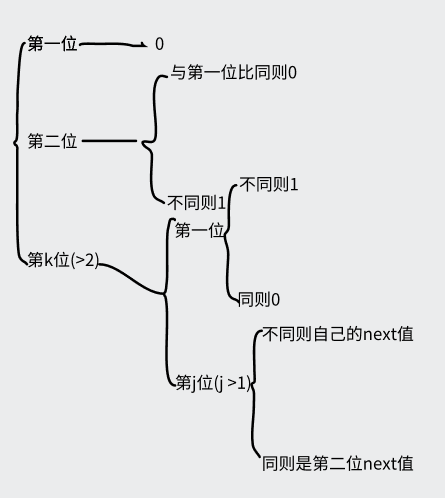 第一位
0
与第一位比同则0
第二位
不同则1
不同则1
第一位
第k位(>2)
同则0
不同则自己的next值
第j位(j >1)
同则是第二位next值